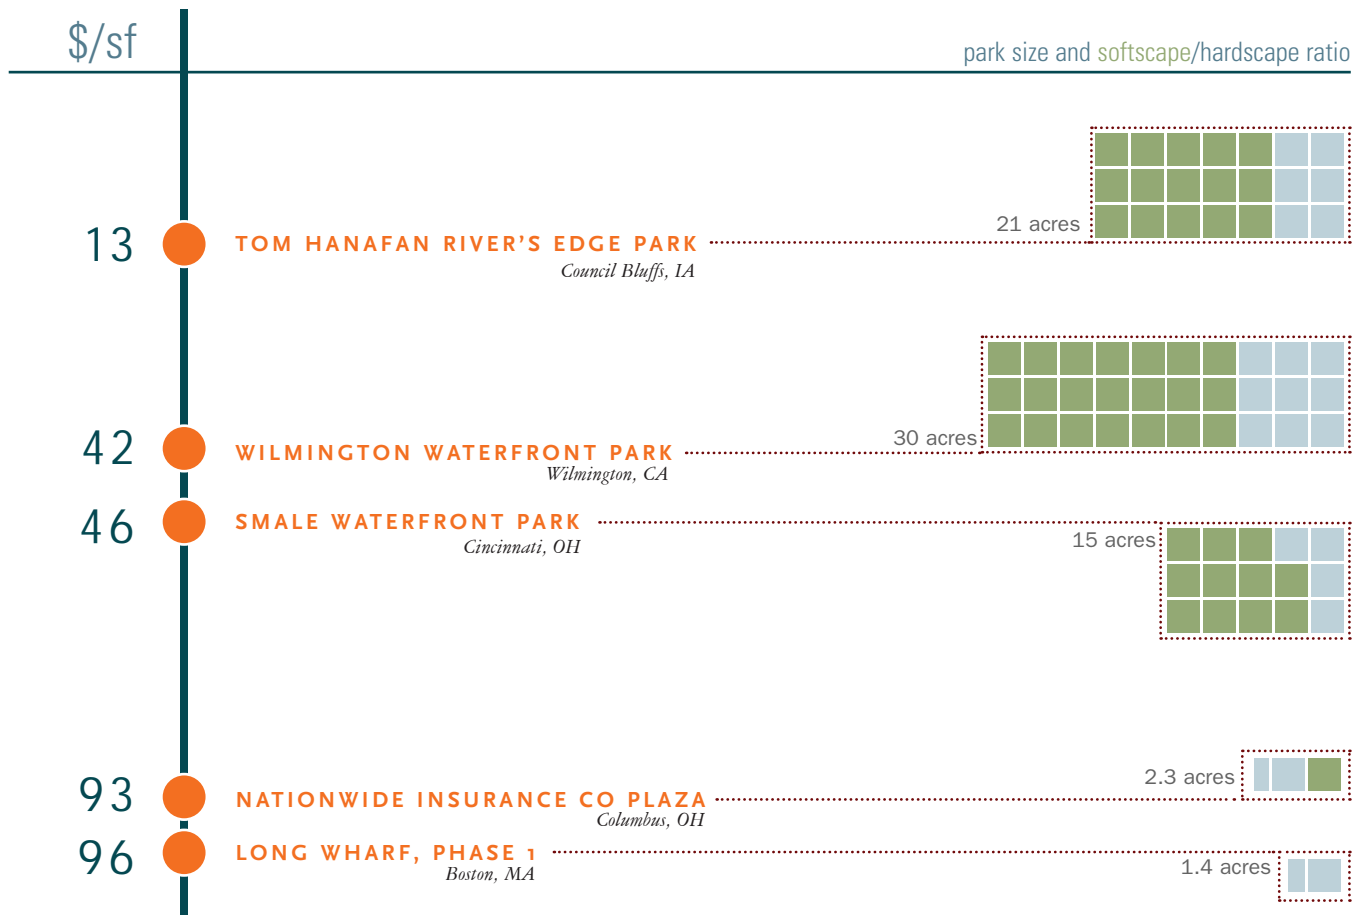 $/sf
park size and softscape/hardscape ratio
21 acres
13 TOM HANAFAN RIVER'S EDGE PARK
Council Bluffs, IA
30 acres
42 WILMINGTON WATERFRONT PARK
Wilmington, CA
46 SMALE WATERFRONT PARK
15 acres
Cincinnati, OH
2.3 acres
93 NATIONWIDE INSURANCE CO PLAZA
Columbus, OH
96 LONG WHARF, PHASE 1
1.4 acres
Boston, MA